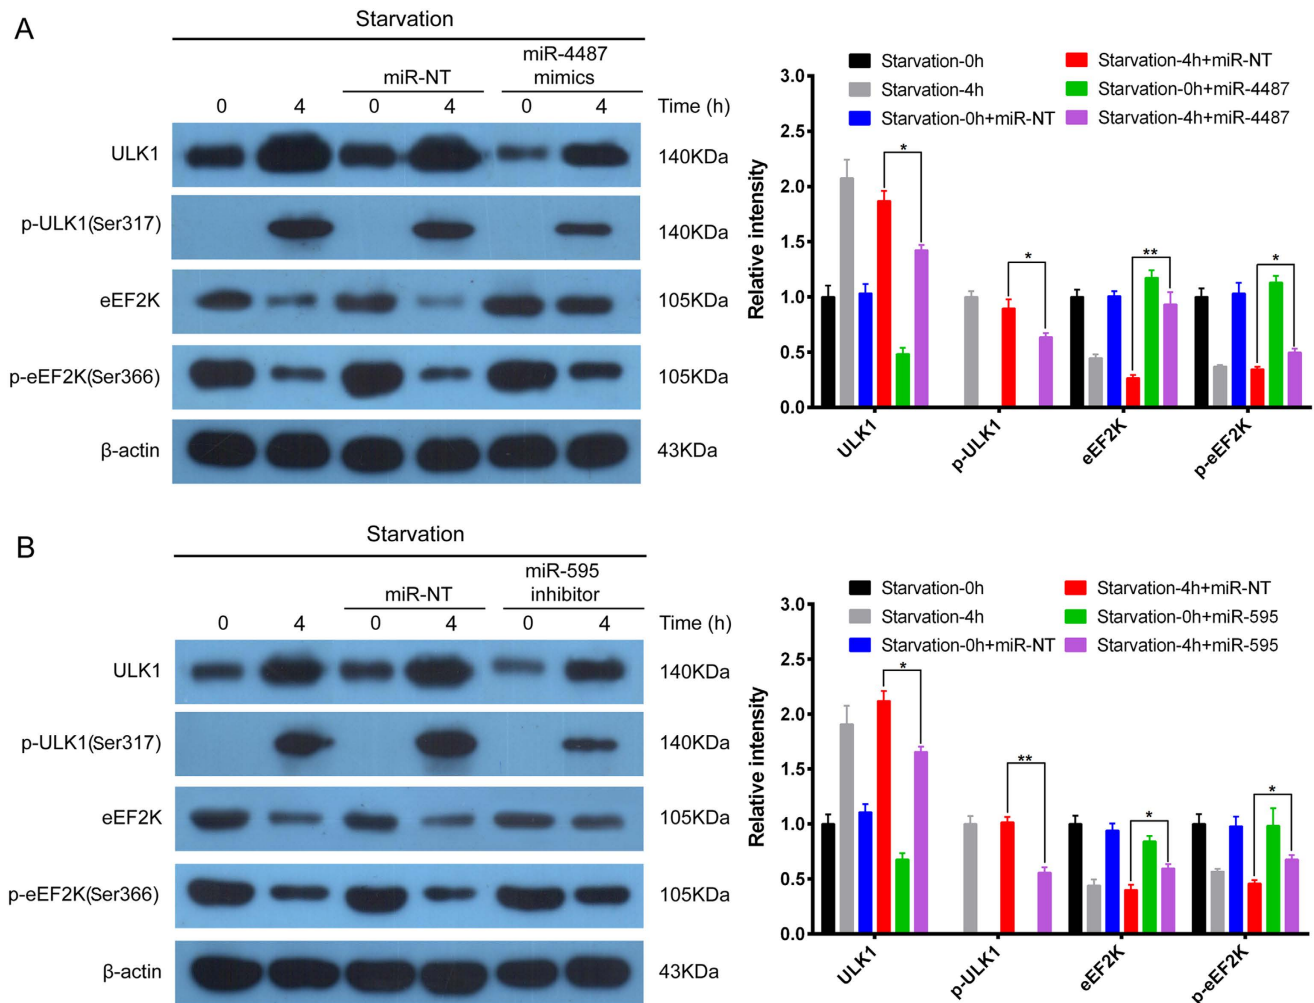 A
Starvation
miR-NT
miR-4487
mimics
0 4 0 4 0 4 Time (h)
ULK1 140KDa
p-ULK1(Ser317) 140KDa
eEF2K 105KDa
p-eEF2K(Ser366) 105KDa
β-actin 43KDa
Starvation-0h Starvation-4h+miR-NT
Starvation-4h Starvation-0h+miR-4487
Starvation-0h+miR-NT Starvation-4h+miR-4487
Relative intensity
3.0
2.5
2.0
1.5
1.0
0.5
0.0
* * ** *
ULK1 p-ULK1 eEF2K p-eEF2K
B
Starvation
miR-NT
miR-595
inhibitor
0 4 0 4 0 4 Time (h)
ULK1 140KDa
p-ULK1(Ser317) 140KDa
eEF2K 105KDa
p-eEF2K(Ser366) 105KDa
β-actin 43KDa
Starvation-0h Starvation-4h+miR-NT
Starvation-4h Starvation-0h+miR-595
Starvation-0h+miR-NT Starvation-4h+miR-595
Relative intensity
3.0
2.5
2.0
1.5
1.0
0.5
0.0
* ** * *
ULK1 p-ULK1 eEF2K p-eEF2K